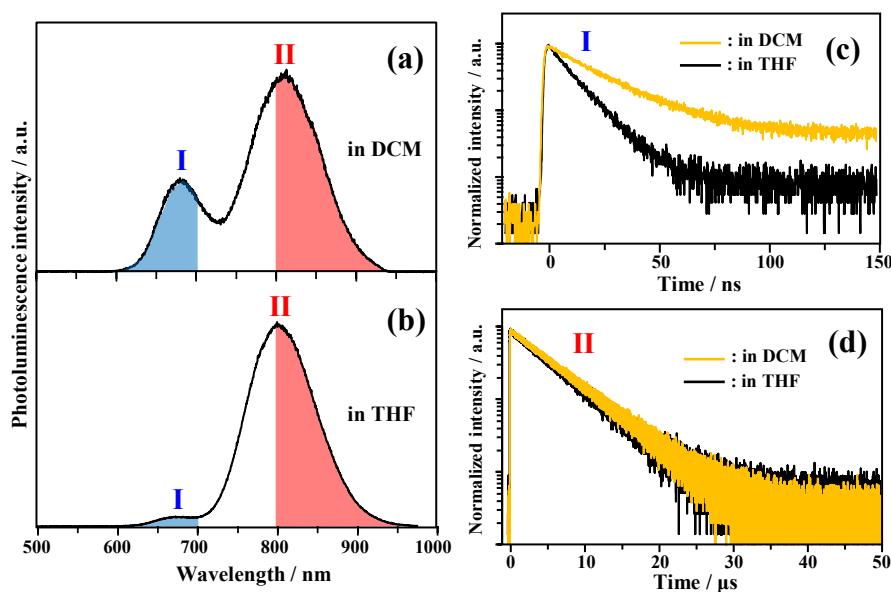 Photoluminescence intensity / a.u.
(a)
I
II
in DCM
(b)
I
II
in THF
500 600 700 800 900 1000
Wavelength / nm
Normalized intensity / a.u.
(c)
I
: in DCM
: in THF
0 50 100 150
Time / ns
Normalized intensity / a.u.
(d)
II
: in DCM
: in THF
0 10 20 30 40 50
Time / μs